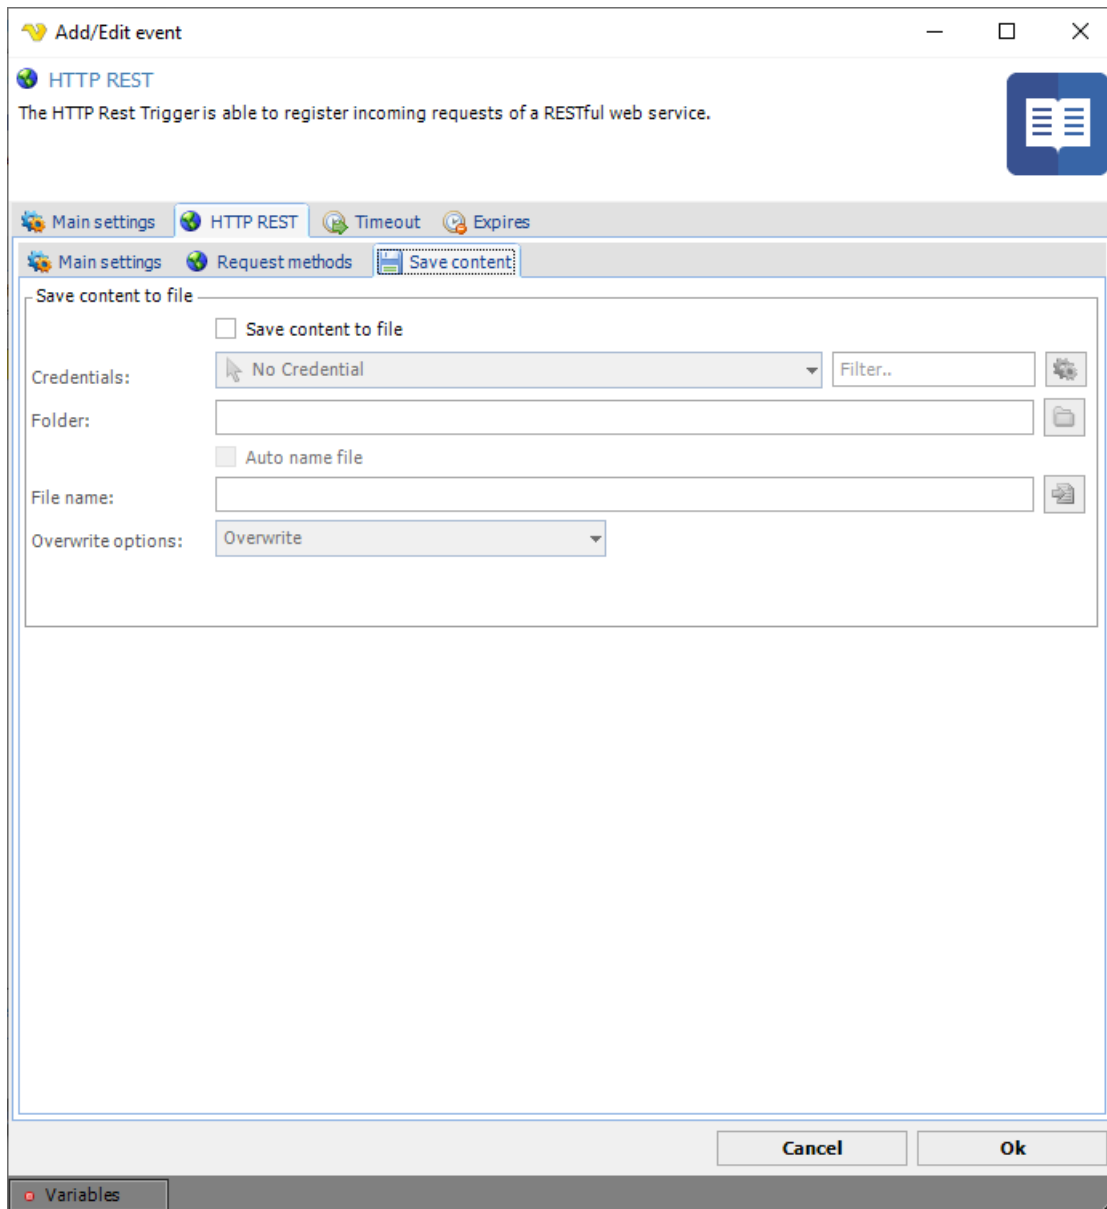 Add/Edit event
HTTP REST
The HTTP Rest Trigger is able to register incoming requests of a RESTful web service.
Main settings HTTP REST Timeout Expires
Main settings Request methods Save content
Save content to file
Save content to file
Credentials: No Credential Filter..
Folder:
Auto name file
File name:
Overwrite options: Overwrite
Cancel Ok
Variables